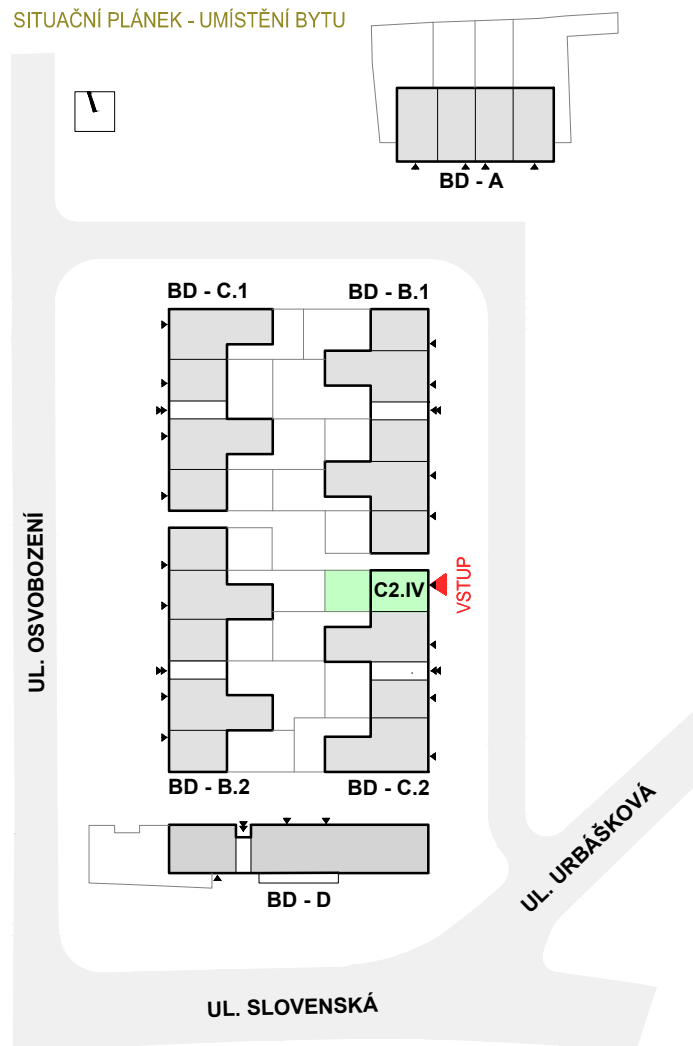 SITUAČNÍ PLÁNEK - UMÍSTĚNÍ BYTU
BD - A
BD - C.1
BD - B.1
UL. OSVOBOZENÍ
C2.IV
VSTUP
BD - B.2
BD - C.2
UL. URBÁŠKOVÁ
BD - D
UL. SLOVENSKÁ